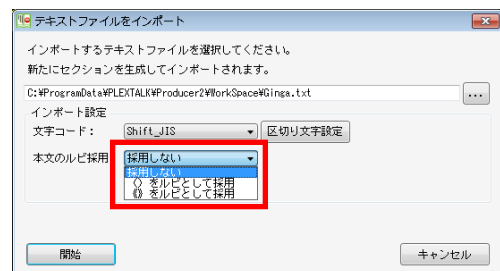 テキストファイルをインポート
インポートするテキストファイルを選択してください。
新たにセクションを生成してインポートされます。
C:¥ProgramData¥PLEXTALK¥Producer2¥WorkSpace¥Ginga.txt ...
インポート設定
文字コード： Shift_JIS 区切り文字設定
本文のルビ採用 採用しない
採用しない
〈〉をルビとして採用
《》をルビとして採用
開始 キャンセル